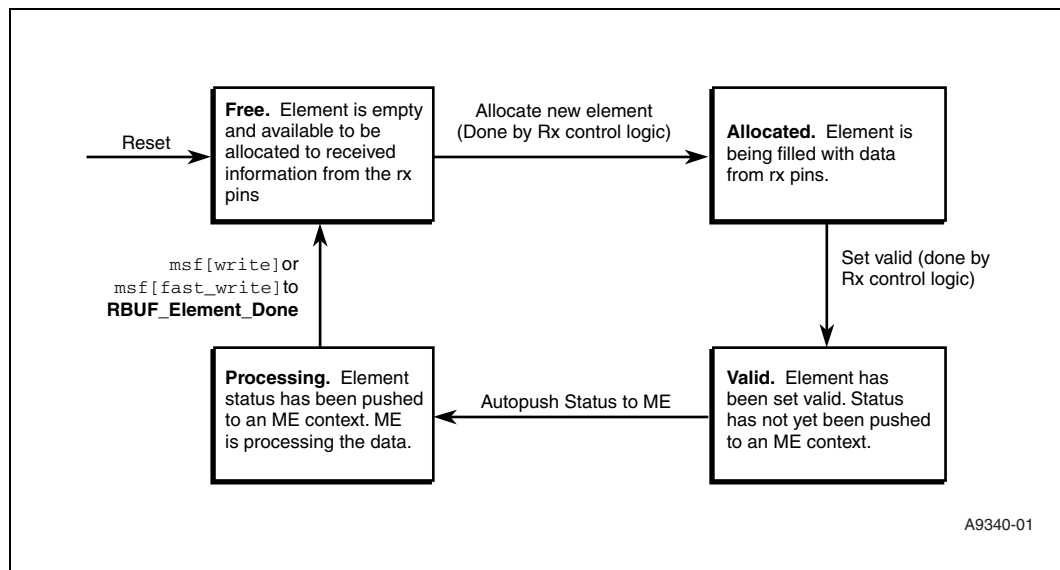 Reset
Free. Element is empty
and available to be
allocated to received
information from the rx
pins
Allocate new element
(Done by Rx control logic)
Allocated. Element is
being filled with data
from rx pins.
Set valid (done by
Rx control logic)
Valid. Element has
been set valid. Status
has not yet been pushed
to an ME context.
Autopush Status to ME
Processing. Element
status has been pushed
to an ME context. ME
is processing the data.
msf[write] or
msf[fast_write] to
RBUF_Element_Done
A9340-01